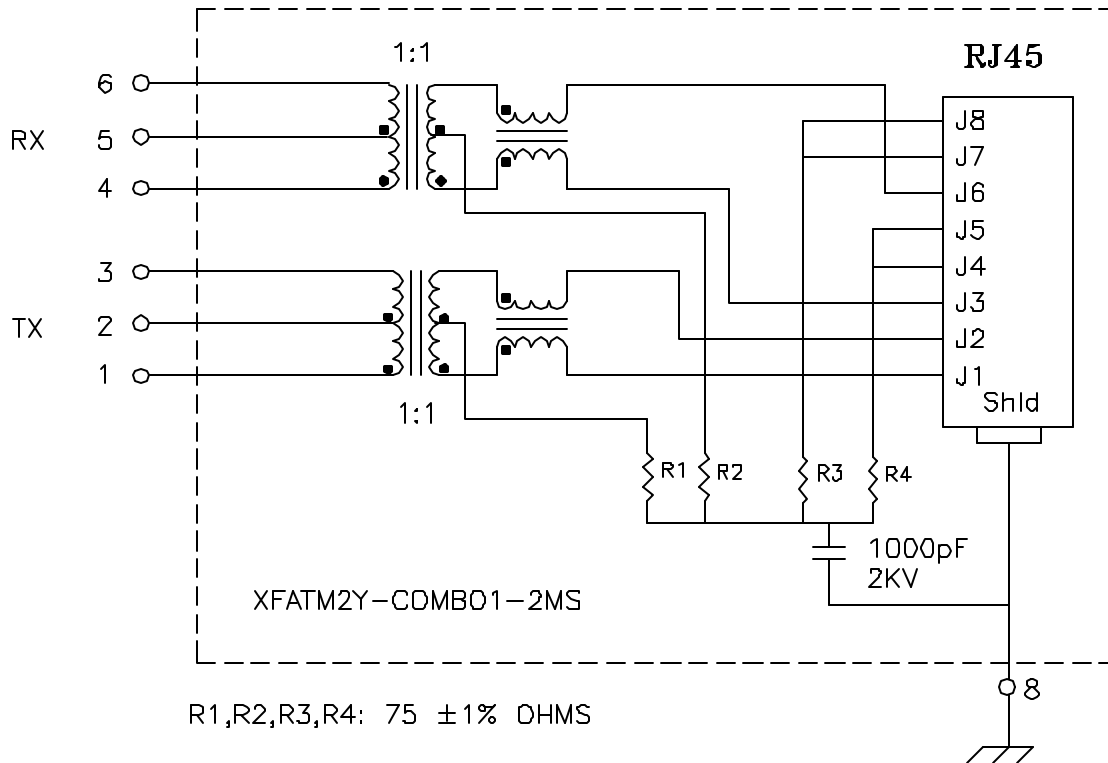 1:1
RJ45
6
RX
5
4
J8
J7
J6
J5
J4
J3
J2
J1
Shld
3
TX
2
1
1:1
R1
R2
R3
R4
1000pF
2KV
XFATM2Y-COMBO1-2MS
8
R1,R2,R3,R4: 75 ±1% OHMS